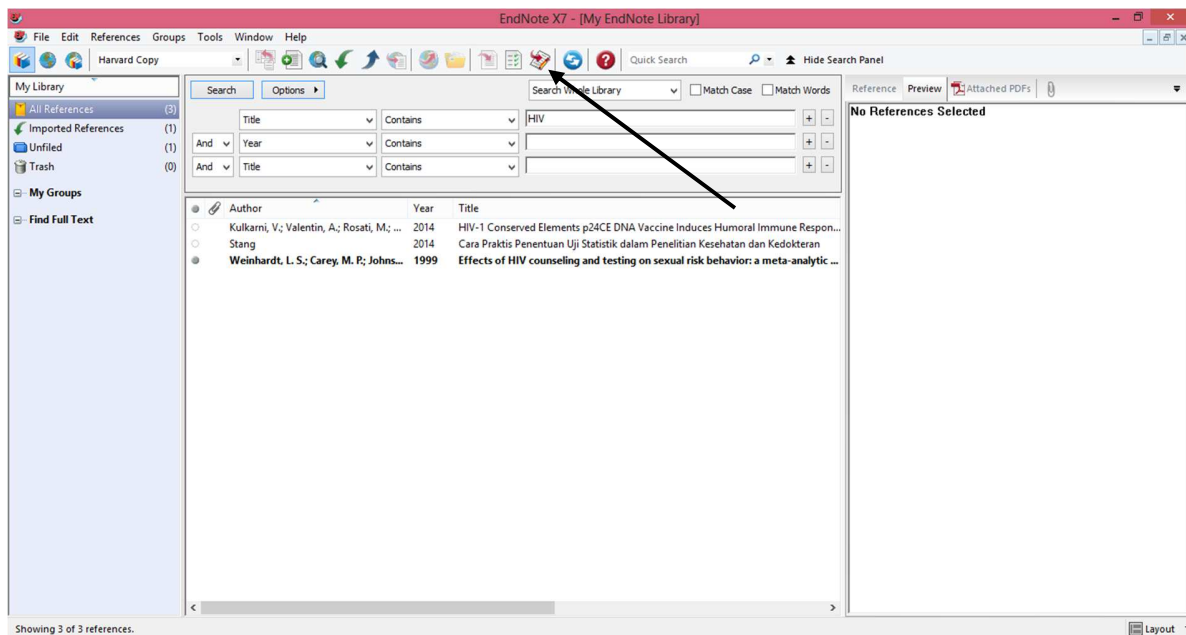 EndNote X7 - [My EndNote Library]
File Edit References Groups Tools Window Help
Harvard Copy Quick Search Hide Search Panel
My Library
All References (3)
Imported References (1)
Unfiled (1)
Trash (0)
My Groups
Find Full Text
Search Options Search Whole Library Match Case Match Words
Title Contains HIV + -
And Year Contains + -
And Title Contains + -
Author Year Title
Kulkarni, V.; Valentin, A.; Rosati, M.; ... 2014 HIV-1 Conserved Elements p24CE DNA Vaccine Induces Humoral Immune Respon...
Stang 2014 Cara Praktis Penentuan Uji Statistik dalam Penelitian Kesehatan dan Kedokteran
Weinhardt, L. S.; Carey, M. P.; Johns... 1999 Effects of HIV counseling and testing on sexual risk behavior: a meta-analytic ...
Reference Preview Attached PDFs
No References Selected
Showing 3 of 3 references. Layout